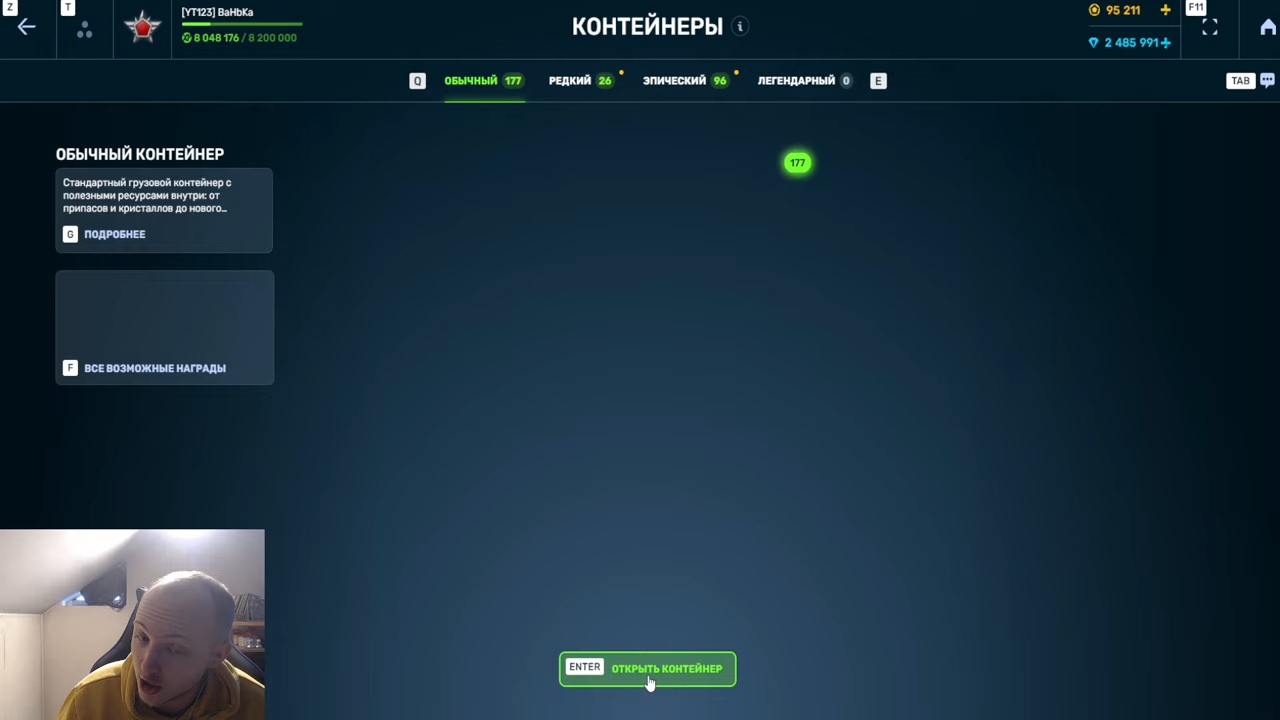 Z
T
[YT123] BaHbKa
8 048 176 / 8 200 000
КОНТЕЙНЕРЫ
95 211
2 485 991
F11
Q
ОБЫЧНЫЙ 177
РЕДКИЙ 26
ЭПИЧЕСКИЙ 96
ЛЕГЕНДАРНЫЙ 0
E
TAB
ОБЫЧНЫЙ КОНТЕЙНЕР
Стандартный грузовой контейнер с
полезными ресурсами внутри: от
припасов и кристаллов до нового...
G ПОДРОБНЕЕ
177
F ВСЕ ВОЗМОЖНЫЕ НАГРАДЫ
ENTER ОТКРЫТЬ КОНТЕЙНЕР